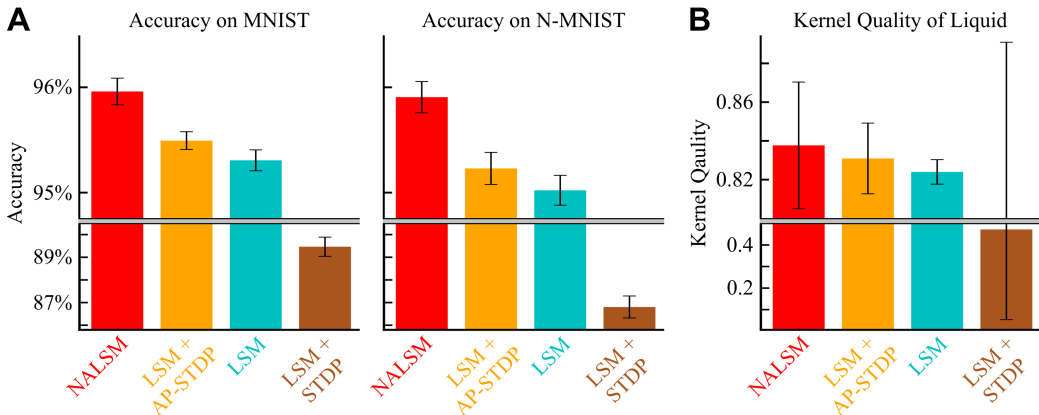 A
Accuracy on MNIST
Accuracy on N-MNIST
B
Kernel Quality of Liquid
Accuracy
96%
95%
89%
87%
NALSM
LSM +
AP-STDP
LSM
LSM +
STDP
NALSM
LSM +
AP-STDP
LSM
LSM +
STDP
Kernel Qaulity
0.86
0.82
0.4
0.2
NALSM
LSM +
AP-STDP
LSM
LSM +
STDP